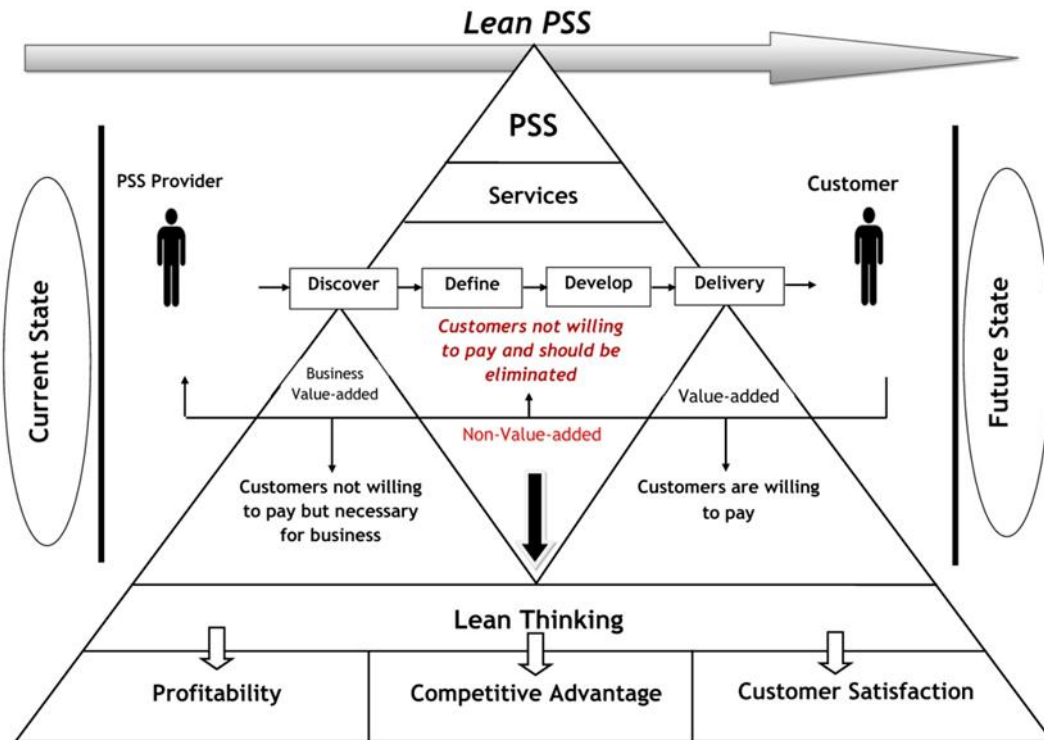 Lean PSS
PSS
PSS Provider
Services
Customer
Current State
Discover
Define
Develop
Delivery
Future State
Customers not willing
to pay and should be
eliminated
Business
Value-added
Value-added
Non-Value-added
Customers not willing
to pay but necessary
for business
Customers are willing
to pay
Lean Thinking
Profitability
Competitive Advantage
Customer Satisfaction